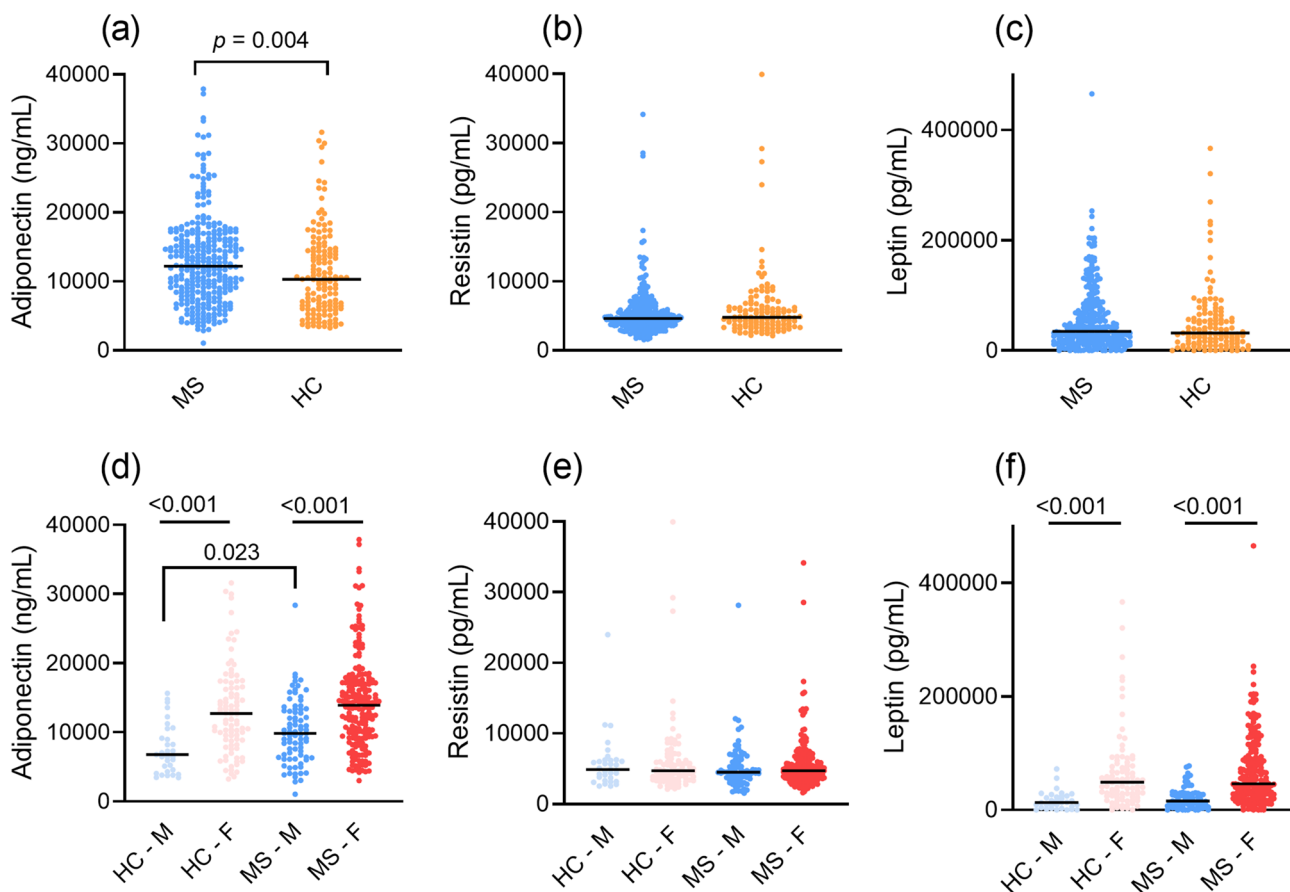 (a)
p = 0.004
Adiponectin (ng/mL)
40000
30000
20000
10000
0
MS
HC
(b)
Resistin (pg/mL)
40000
30000
20000
10000
0
MS
HC
(c)
Leptin (pg/mL)
400000
200000
0
MS
HC
(d)
<0.001
<0.001
0.023
Adiponectin (ng/mL)
40000
30000
20000
10000
0
HC - M
HC - F
MS - M
MS - F
(e)
Resistin (pg/mL)
40000
30000
20000
10000
0
HC - M
HC - F
MS - M
MS - F
(f)
<0.001
<0.001
Leptin (pg/mL)
400000
200000
0
HC - M
HC - F
MS - M
MS - F